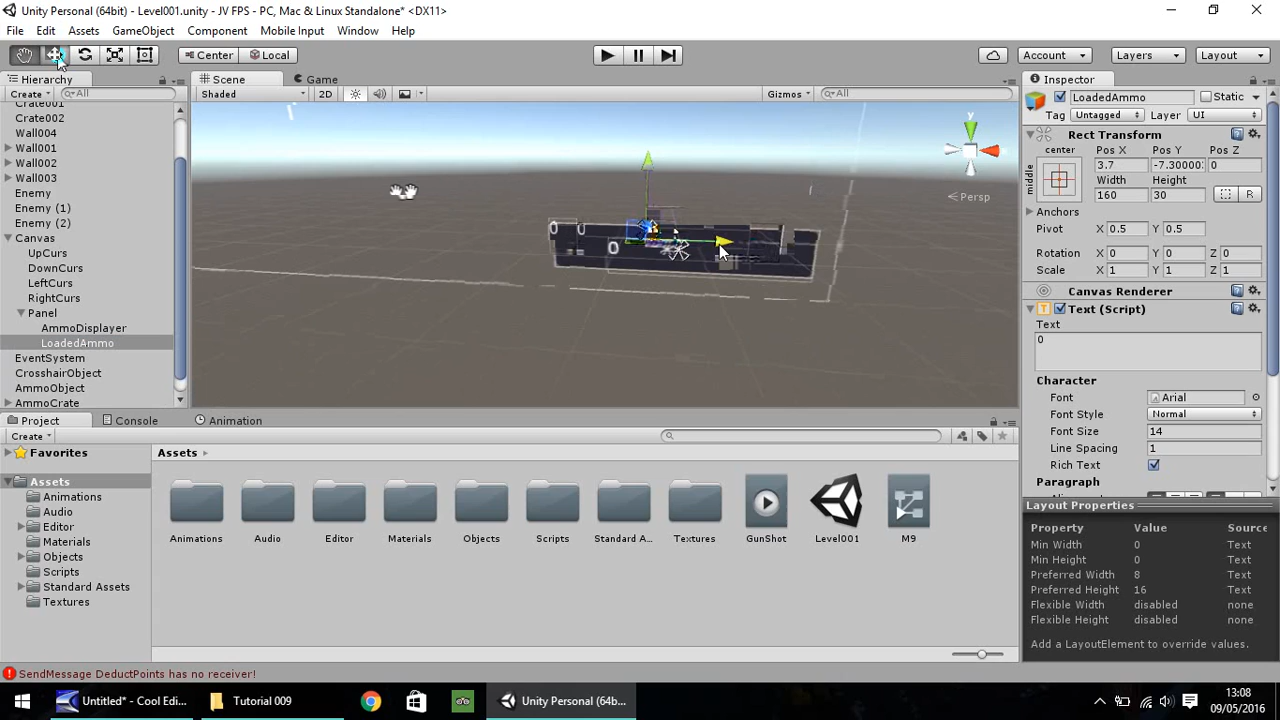 Unity Personal (64bit) - Level001.unity - JV FPS - PC, Mac & Linux Standalone* <DX11>
File Edit Assets GameObject Component Mobile Input Window Help
Center Local Account Layers Layout
Hierarchy Scene Game Inspector
Create All Shaded 2D Gizmos All LoadedAmmo Static
Crate001
Crate002
Wall004
Wall001
Wall002
Wall003
Enemy
Enemy (1)
Enemy (2)
Canvas
UpCurs
DownCurs
LeftCurs
RightCurs
Panel
AmmoDisplayer
LoadedAmmo
EventSystem
CrosshairObject
AmmoObject
AmmoCrate
y
Persp
0 0
0
Tag Untagged Layer UI
Rect Transform
center Pos X Pos Y Pos Z
middle 3.7 -7.30000: 0
Width Height
160 30 R
Anchors
Pivot X 0.5 Y 0.5
Rotation X 0 Y 0 Z 0
Scale X 1 Y 1 Z 1
Canvas Renderer
Text (Script)
Text
0
Character
Font Arial
Font Style Normal
Font Size 14
Line Spacing 1
Rich Text
Paragraph
Project Console Animation
Create
Favorites Assets
Assets
Animations
Audio
Editor
Materials
Objects
Scripts
Standard Assets
Textures
Animations Audio Editor Materials Objects Scripts Standard A... Textures GunShot Level001 M9
Layout Properties
Property Value Source
Min Width 0 Text
Min Height 0 Text
Preferred Width 8 Text
Preferred Height 16 Text
Flexible Width disabled none
Flexible Height disabled none
Add a LayoutElement to override values.
SendMessage DeductPoints has no receiver!
Untitled* - Cool Edi... Tutorial 009 Unity Personal (64b... 13:08
09/05/2016